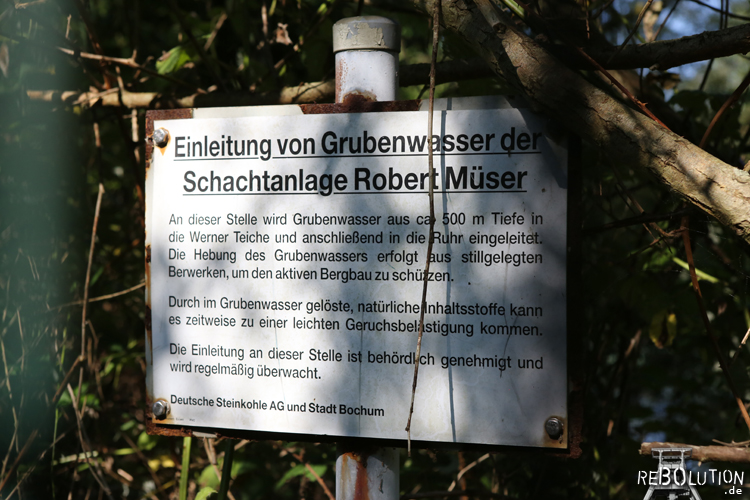 Einleitung von Grubenwasser der
Schachtanlage Robert Müser
An dieser Stelle wird Grubenwasser aus ca. 500 m Tiefe in
die Werner Teiche und anschließend in die Ruhr eingeleitet.
Die Hebung des Grubenwassers erfolgt aus stillgelegten
Berwerken, um den aktiven Bergbau zu schützen.
Durch im Grubenwasser gelöste, natürliche Inhaltsstoffe kann
es zeitweise zu einer leichten Geruchsbelästigung kommen.
Die Einleitung an dieser Stelle ist behördlich genehmigt und
wird regelmäßig überwacht.
Deutsche Steinkohle AG und Stadt Bochum
reBOlution
.de